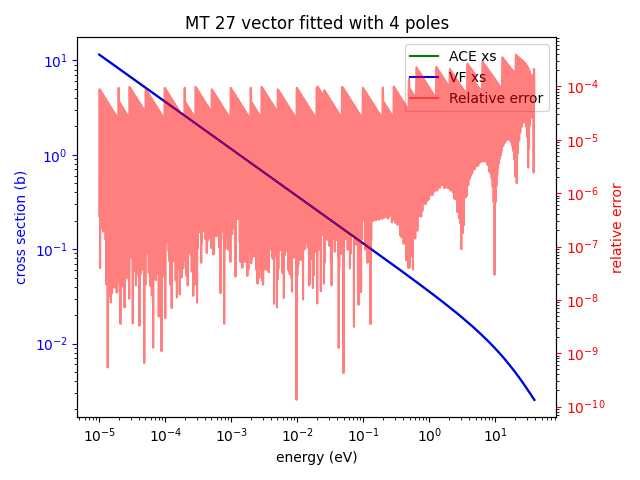 MT 27 vector fitted with 4 poles
ACE xs
VF xs
Relative error
cross section (b)
10^1
10^0
10^-1
10^-2
10^-4
10^-5
10^-6
10^-7
10^-8
10^-9
10^-10
relative error
10^-5 10^-4 10^-3 10^-2 10^-1 10^0 10^1
energy (eV)